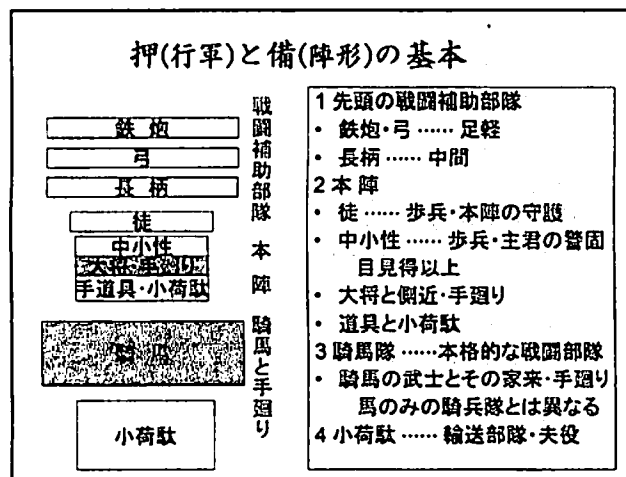 押(行軍)と備(陣形)の基本
戦闘補助部隊
鉄炮
弓
長柄
本陣
徒
中小性
大将・手廻り
手道具・小荷駄
騎馬と手廻り
騎馬
小荷駄
1 先頭の戦闘補助部隊
・ 鉄炮・弓 …… 足軽
・ 長柄 …… 中間
2 本陣
・ 徒 …… 歩兵・本陣の守護
・ 中小性 …… 歩兵・主君の警固
目見得以上
・ 大将と側近・手廻り
・ 道具と小荷駄
3 騎馬隊 ……本格的な戦闘部隊
・ 騎馬の武士とその家来・手廻り
馬のみの騎兵隊とは異なる
4 小荷駄 …… 輸送部隊・夫役